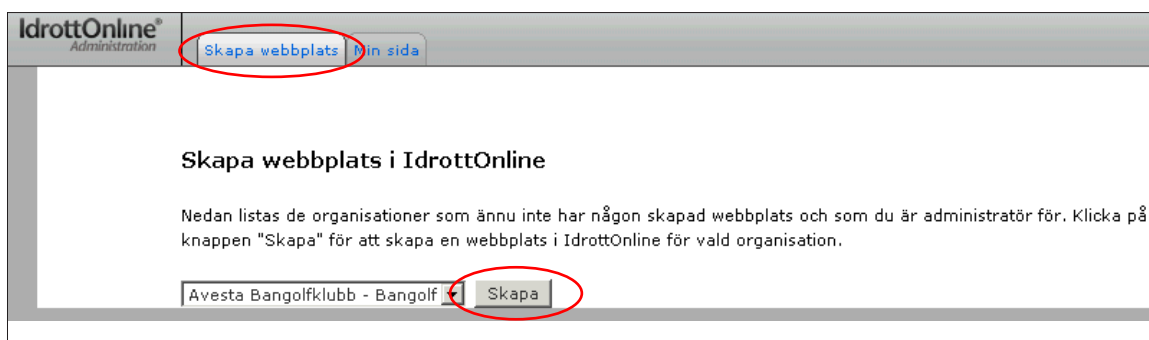 IdrottOnline®
Administration
Skapa webbplats Min sida
Skapa webbplats i IdrottOnline
Nedan listas de organisationer som ännu inte har någon skapad webbplats och som du är administratör för. Klicka på
knappen "Skapa" för att skapa en webbplats i IdrottOnline för vald organisation.
Avesta Bangolfklubb - Bangolf Skapa